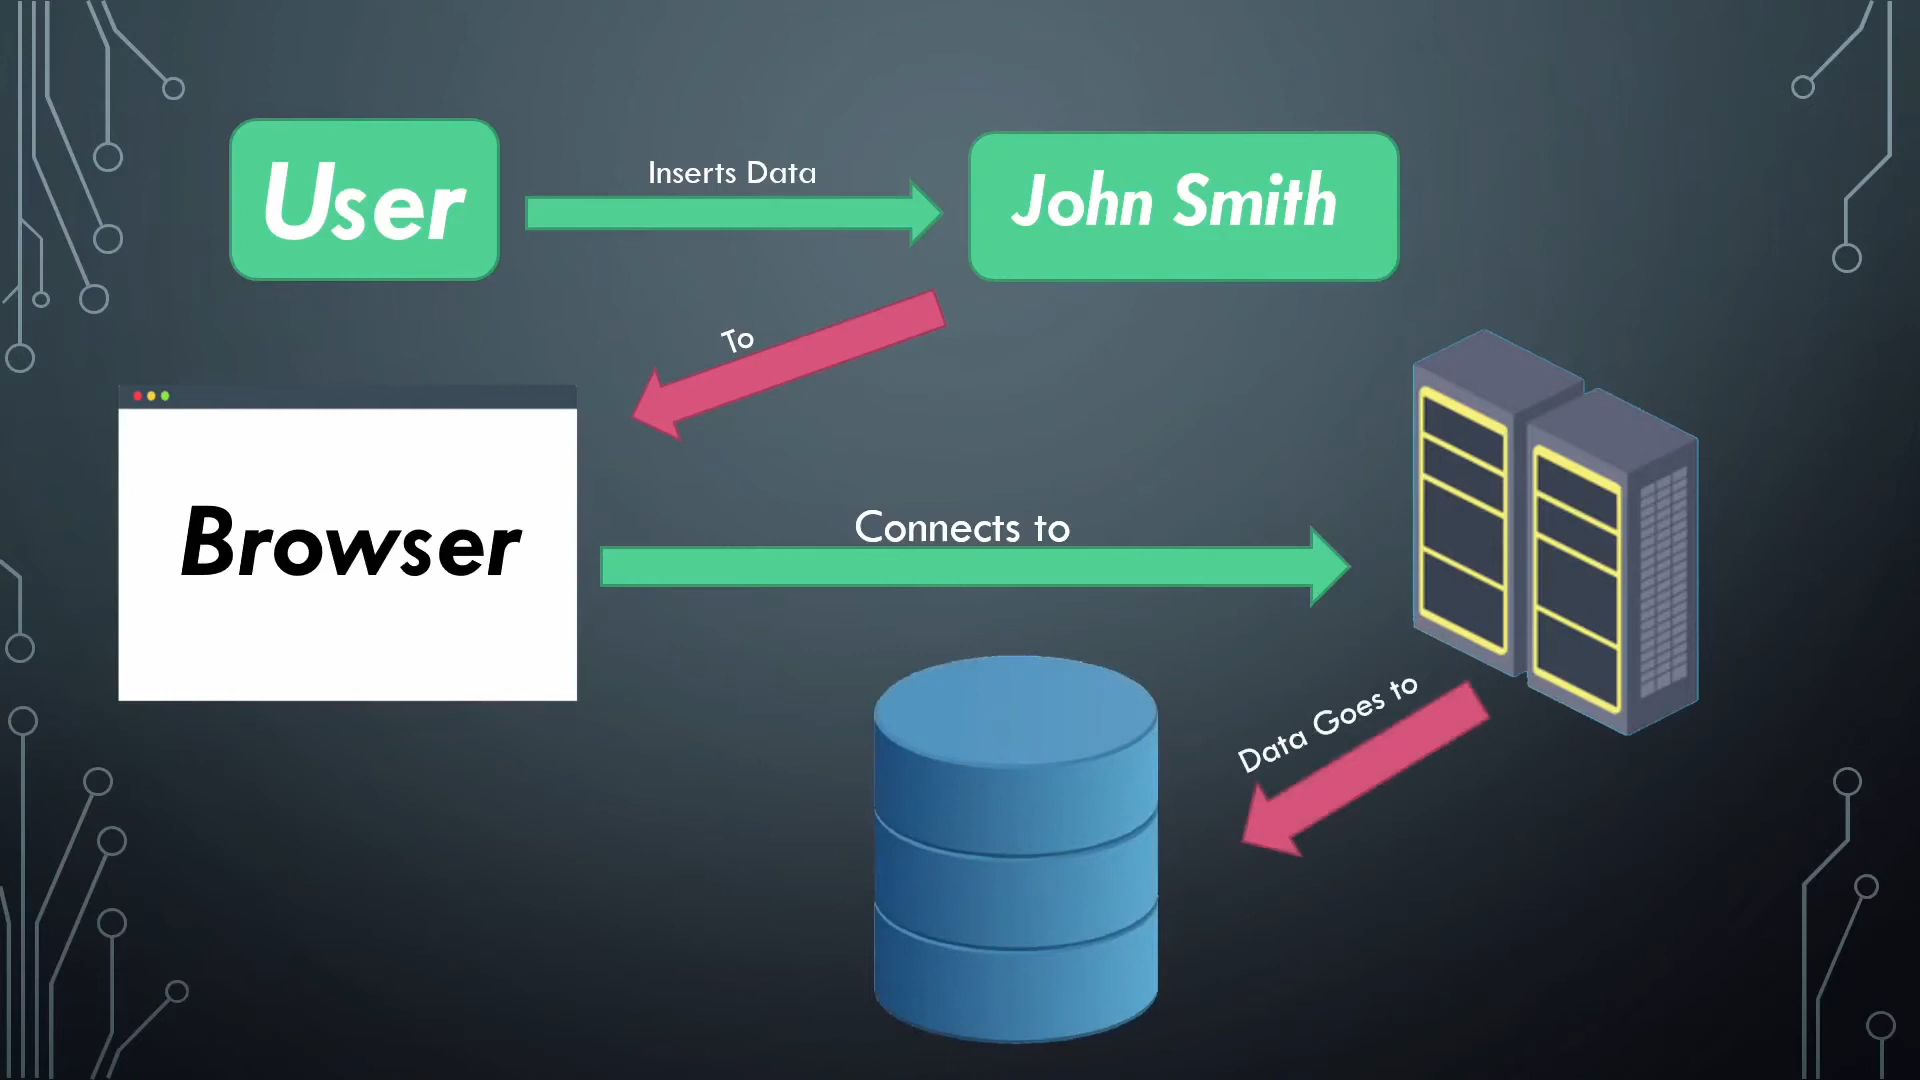 User
Inserts Data
John Smith
To
Browser
Connects to
Data Goes to